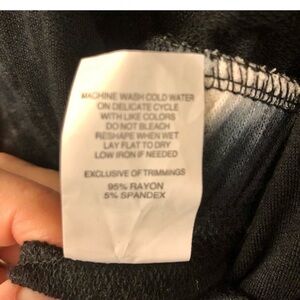 MACHINE WASH COLD WATER
ON DELICATE CYCLE
WITH LIKE COLORS
DO NOT BLEACH
RESHAPE WHEN WET
LAY FLAT TO DRY
LOW IRON IF NEEDED
EXCLUSIVE OF TRIMMINGS
95% RAYON
5% SPANDEX